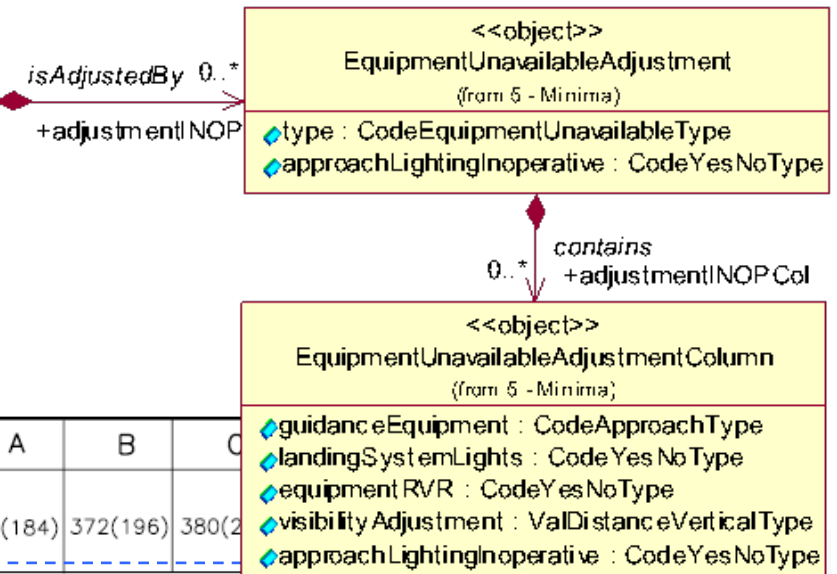 <<object>>
EquipmentUnavailableAdjustment
(from 5 - Minima)
isAdjustedBy 0..*
+adjustmentINOP
type : CodeEquipmentUnavailableType
approachLightingInoperative : CodeYesNoType
contains
0..*
+adjustmentINOPCol
<<object>>
EquipmentUnavailableAdjustmentColumn
(from 5 - Minima)
guidanceEquipment : CodeApproachType
landingSystemLights : CodeYesNoType
equipmentRVR : CodeYesNoType
visibilityAdjustment : ValDistanceVerticalType
approachLightingInoperative : CodeYesNoType
A B C
(184) 372(196) 380(2